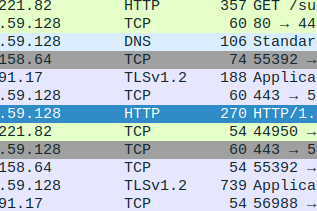 221.82 HTTP 357 GET /su
.59.128 TCP 60 80 → 44
.59.128 DNS 106 Standar
158.64 TCP 74 55392 →
91.17 TLSv1.2 188 Applica
.59.128 TCP 60 443 → 5
.59.128 HTTP 270 HTTP/1.
221.82 TCP 54 44950 →
.59.128 TCP 60 443 → 5
158.64 TCP 54 55392 →
.59.128 TLSv1.2 739 Applica
91.17 TCP 54 56988 →